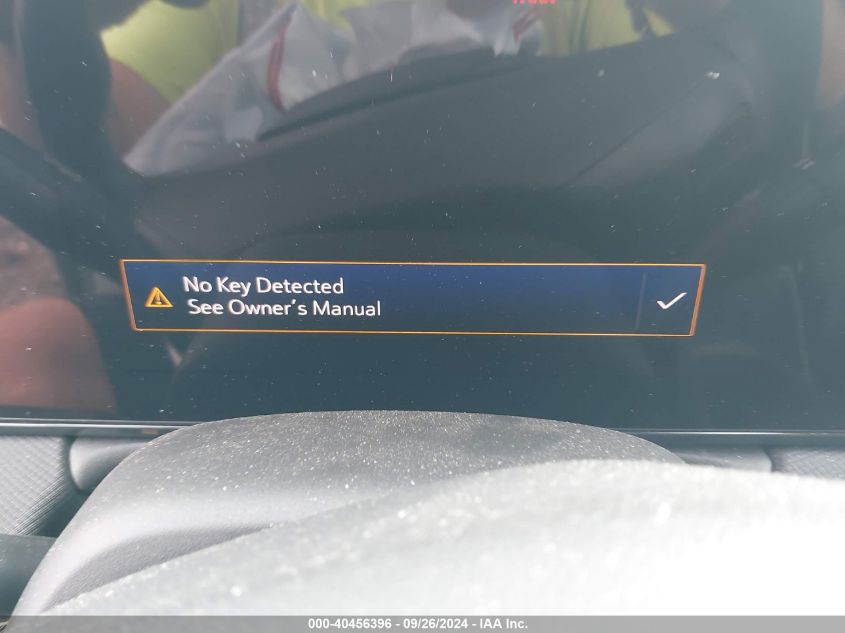 No Key Detected
See Owner's Manual
000-40456396 - 09/26/2024 - IAA Inc.